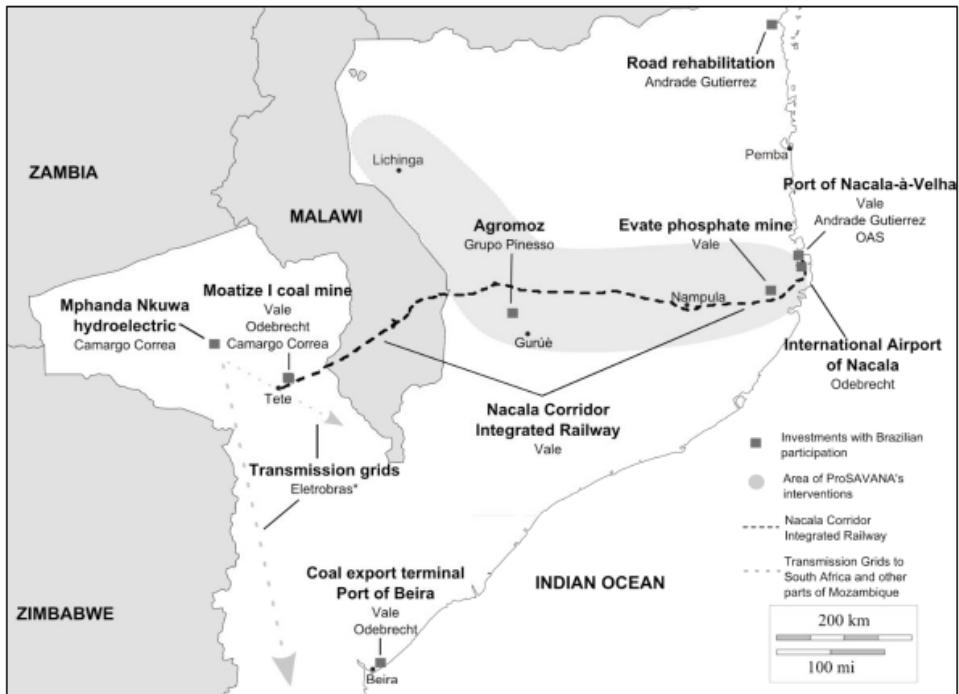 Road rehabilitation
Andrade Gutierrez
Pemba
Lichinga
ZAMBIA
MALAWI
Port of Nacala-à-Velha
Vale
Andrade Gutierrez
OAS
Agromoz
Grupo Pinesso
Evate phosphate mine
Vale
Mphanda Nkuwa
hydroelectric
Camargo Correa
Moatize I coal mine
Vale
Odebrecht
Camargo Correa
Nampula
Gurúè
International Airport
of Nacala
Odebrecht
Tete
Nacala Corridor
Integrated Railway
Vale
Transmission grids
Eletrobras*
Investments with Brazilian
participation
Area of ProSAVANA's
interventions
Nacala Corridor
Integrated Railway
Transmission Grids to
South Africa and other
parts of Mozambique
Coal export terminal
Port of Beira
Vale
Odebrecht
Beira
INDIAN OCEAN
ZIMBABWE
200 km
100 mi